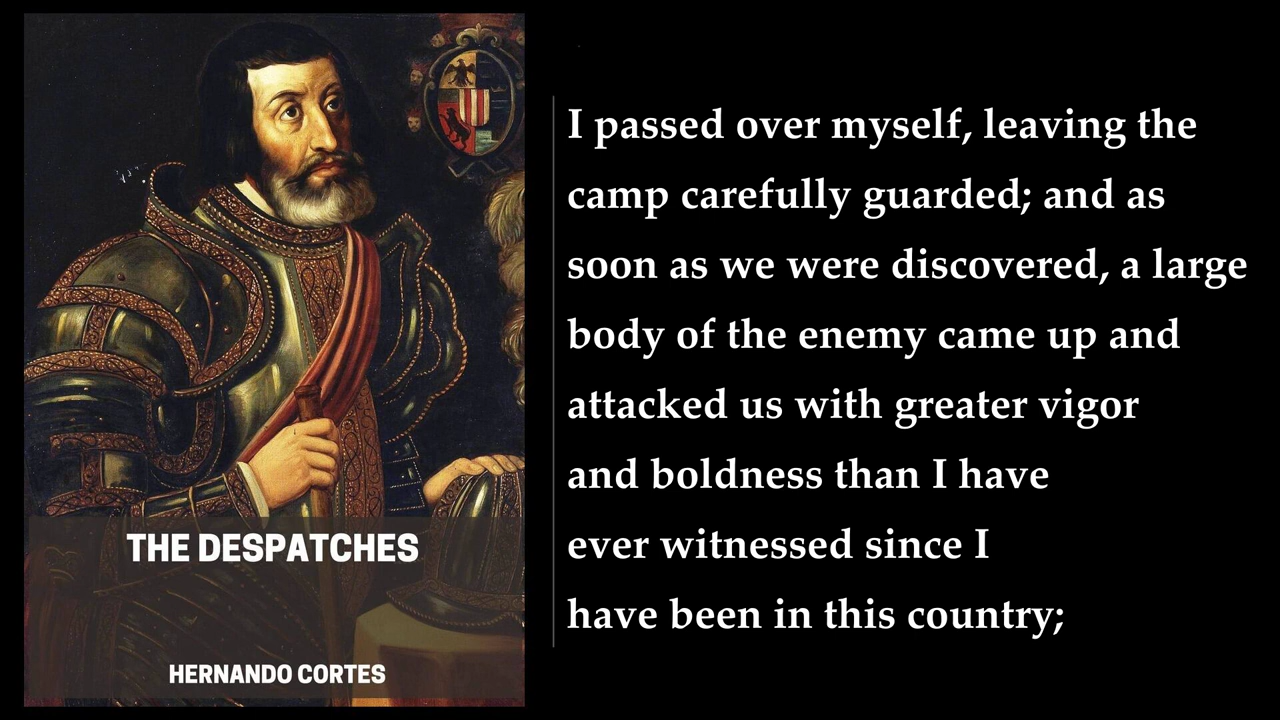 THE DESPATCHES
HERNANDO CORTES
I passed over myself, leaving the
camp carefully guarded; and as
soon as we were discovered, a large
body of the enemy came up and
attacked us with greater vigor
and boldness than I have
ever witnessed since I
have been in this country;